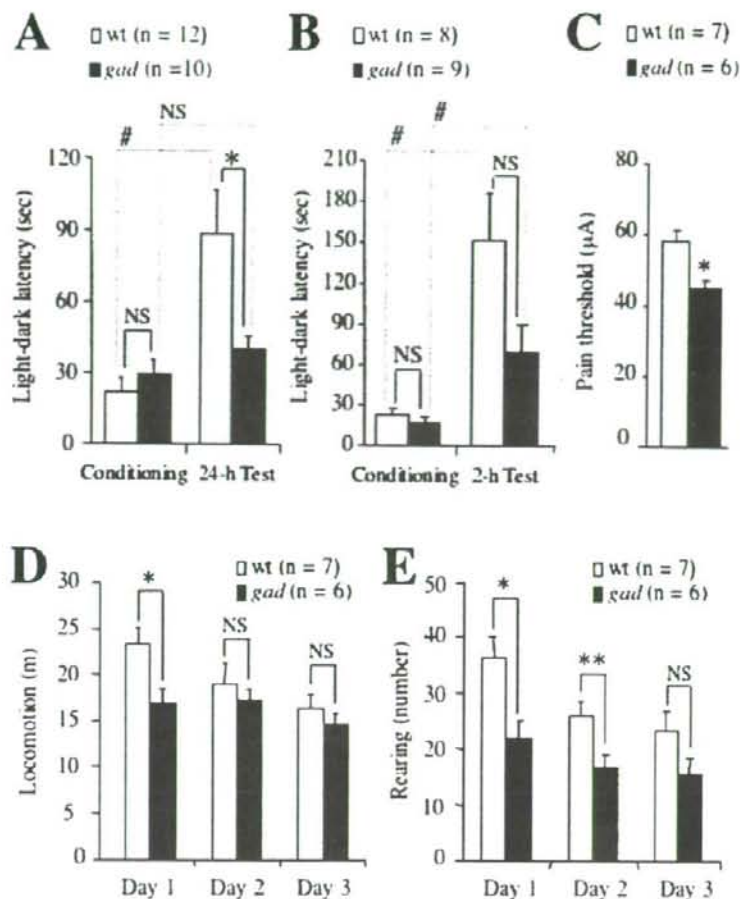 A
wt (n = 12)
gad (n =10)
NS
#
*
NS
120
90
60
30
0
Light-dark latency (sec)
Conditioning 24-h Test
B
wt (n = 8)
gad (n = 9)
#
#
NS
NS
210
180
150
120
90
60
30
0
Light-dark latency (sec)
Conditioning 2-h Test
C
wt (n = 7)
gad (n = 6)
80
60
40
20
0
*
Pain threshold (µA)
D
wt (n = 7)
gad (n = 6)
*
NS
NS
30
25
20
15
10
5
0
Locomotion (m)
Day 1 Day 2 Day 3
E
wt (n = 7)
gad (n = 6)
*
**
NS
50
40
30
20
10
0
Rearing (number)
Day 1 Day 2 Day 3